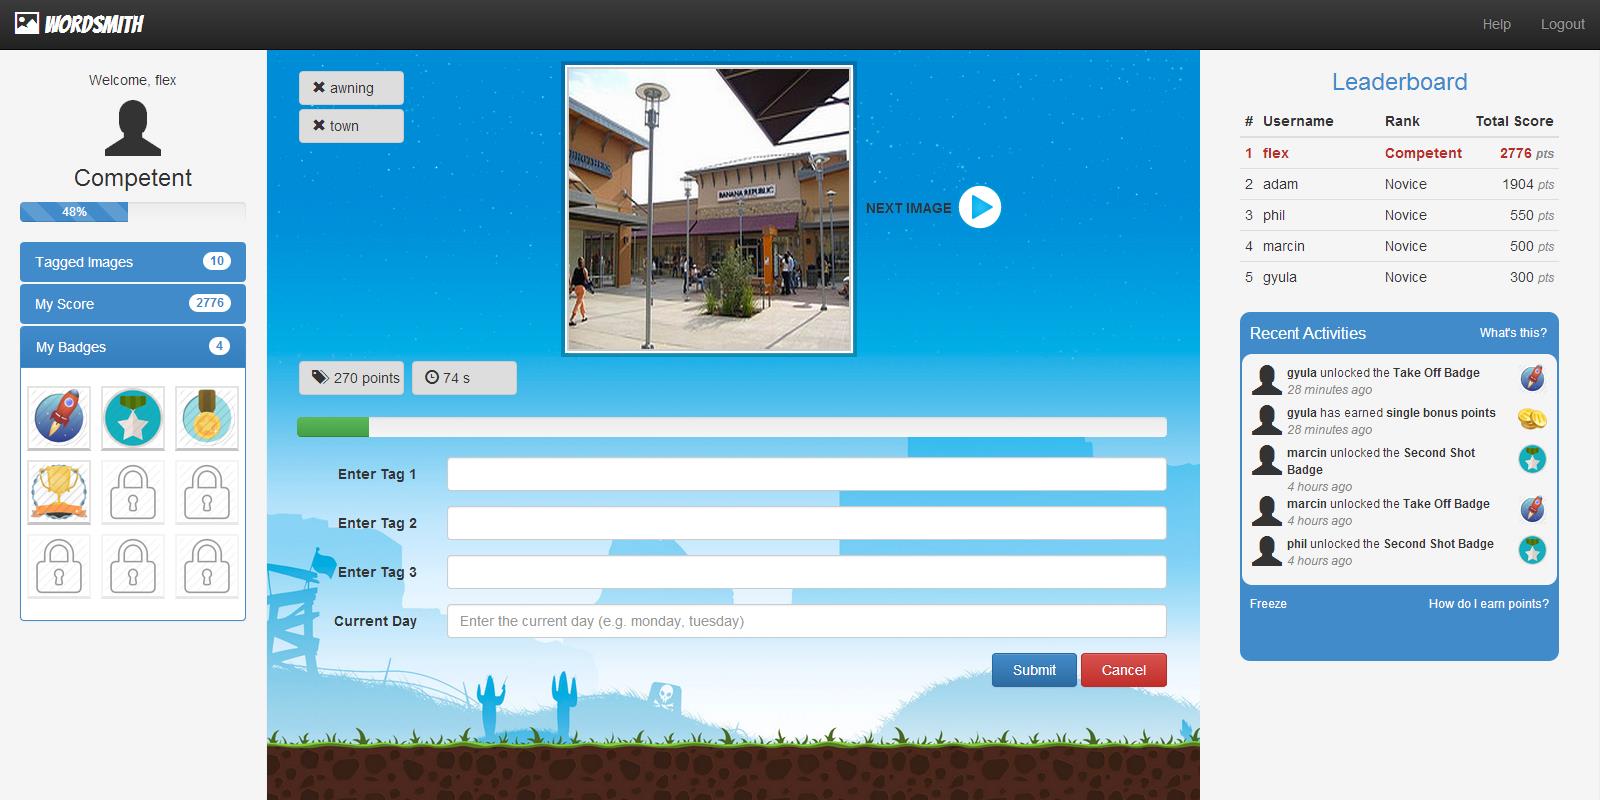 WORDSMITH
Help
Logout
Welcome, flex
Competent
48%
Tagged Images 10
My Score 2776
My Badges 4
awning
town
BANANA REPUBLIC
NEXT IMAGE
270 points
74 s
Enter Tag 1
Enter Tag 2
Enter Tag 3
Current Day
Enter the current day (e.g. monday, tuesday)
Submit
Cancel
Leaderboard
# Username Rank Total Score
1 flex Competent 2776 pts
2 adam Novice 1904 pts
3 phil Novice 550 pts
4 marcin Novice 500 pts
5 gyula Novice 300 pts
Recent Activities
What's this?
gyula unlocked the Take Off Badge
28 minutes ago
gyula has earned single bonus points
28 minutes ago
marcin unlocked the Second Shot
Badge
4 hours ago
marcin unlocked the Take Off Badge
4 hours ago
phil unlocked the Second Shot Badge
4 hours ago
Freeze
How do I earn points?